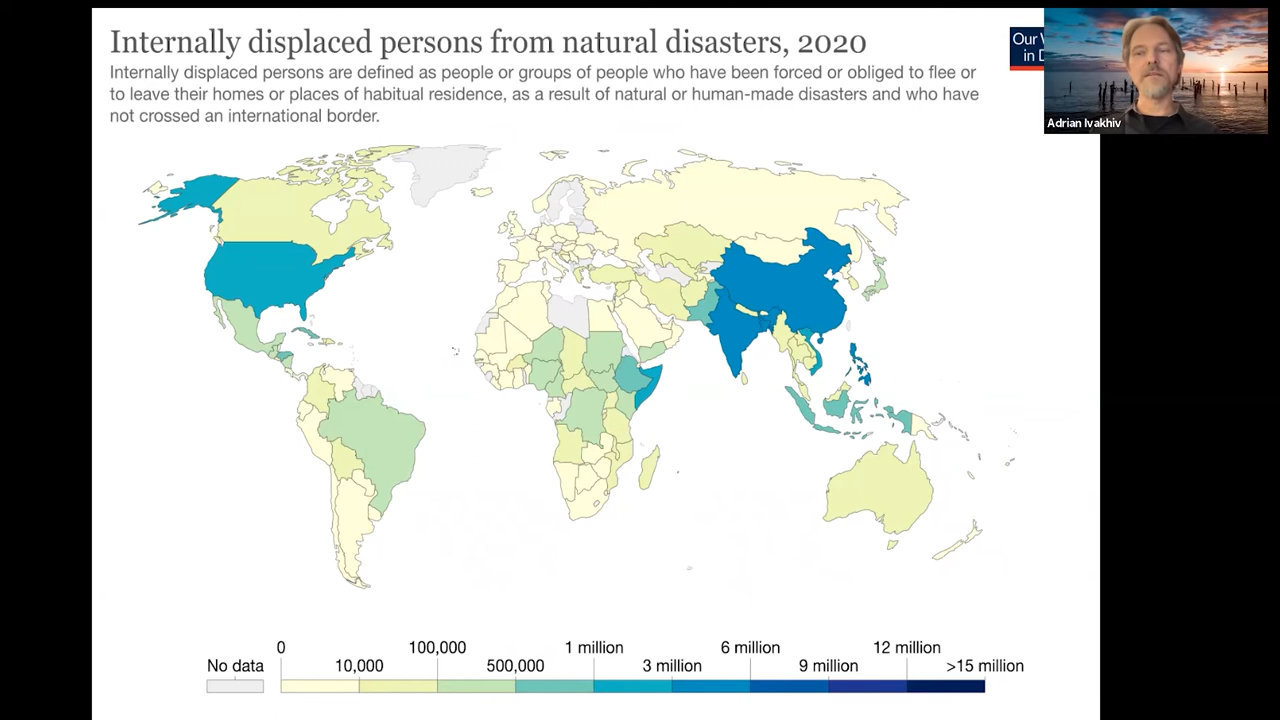 Internally displaced persons from natural disasters, 2020
Internally displaced persons are defined as people or groups of people who have been forced or obliged to flee or
to leave their homes or places of habitual residence, as a result of natural or human-made disasters and who have
not crossed an international border.
Our
in
Adrian Ivakhiv
0 100,000 1 million 6 million 12 million
No data 10,000 500,000 3 million 9 million >15 million